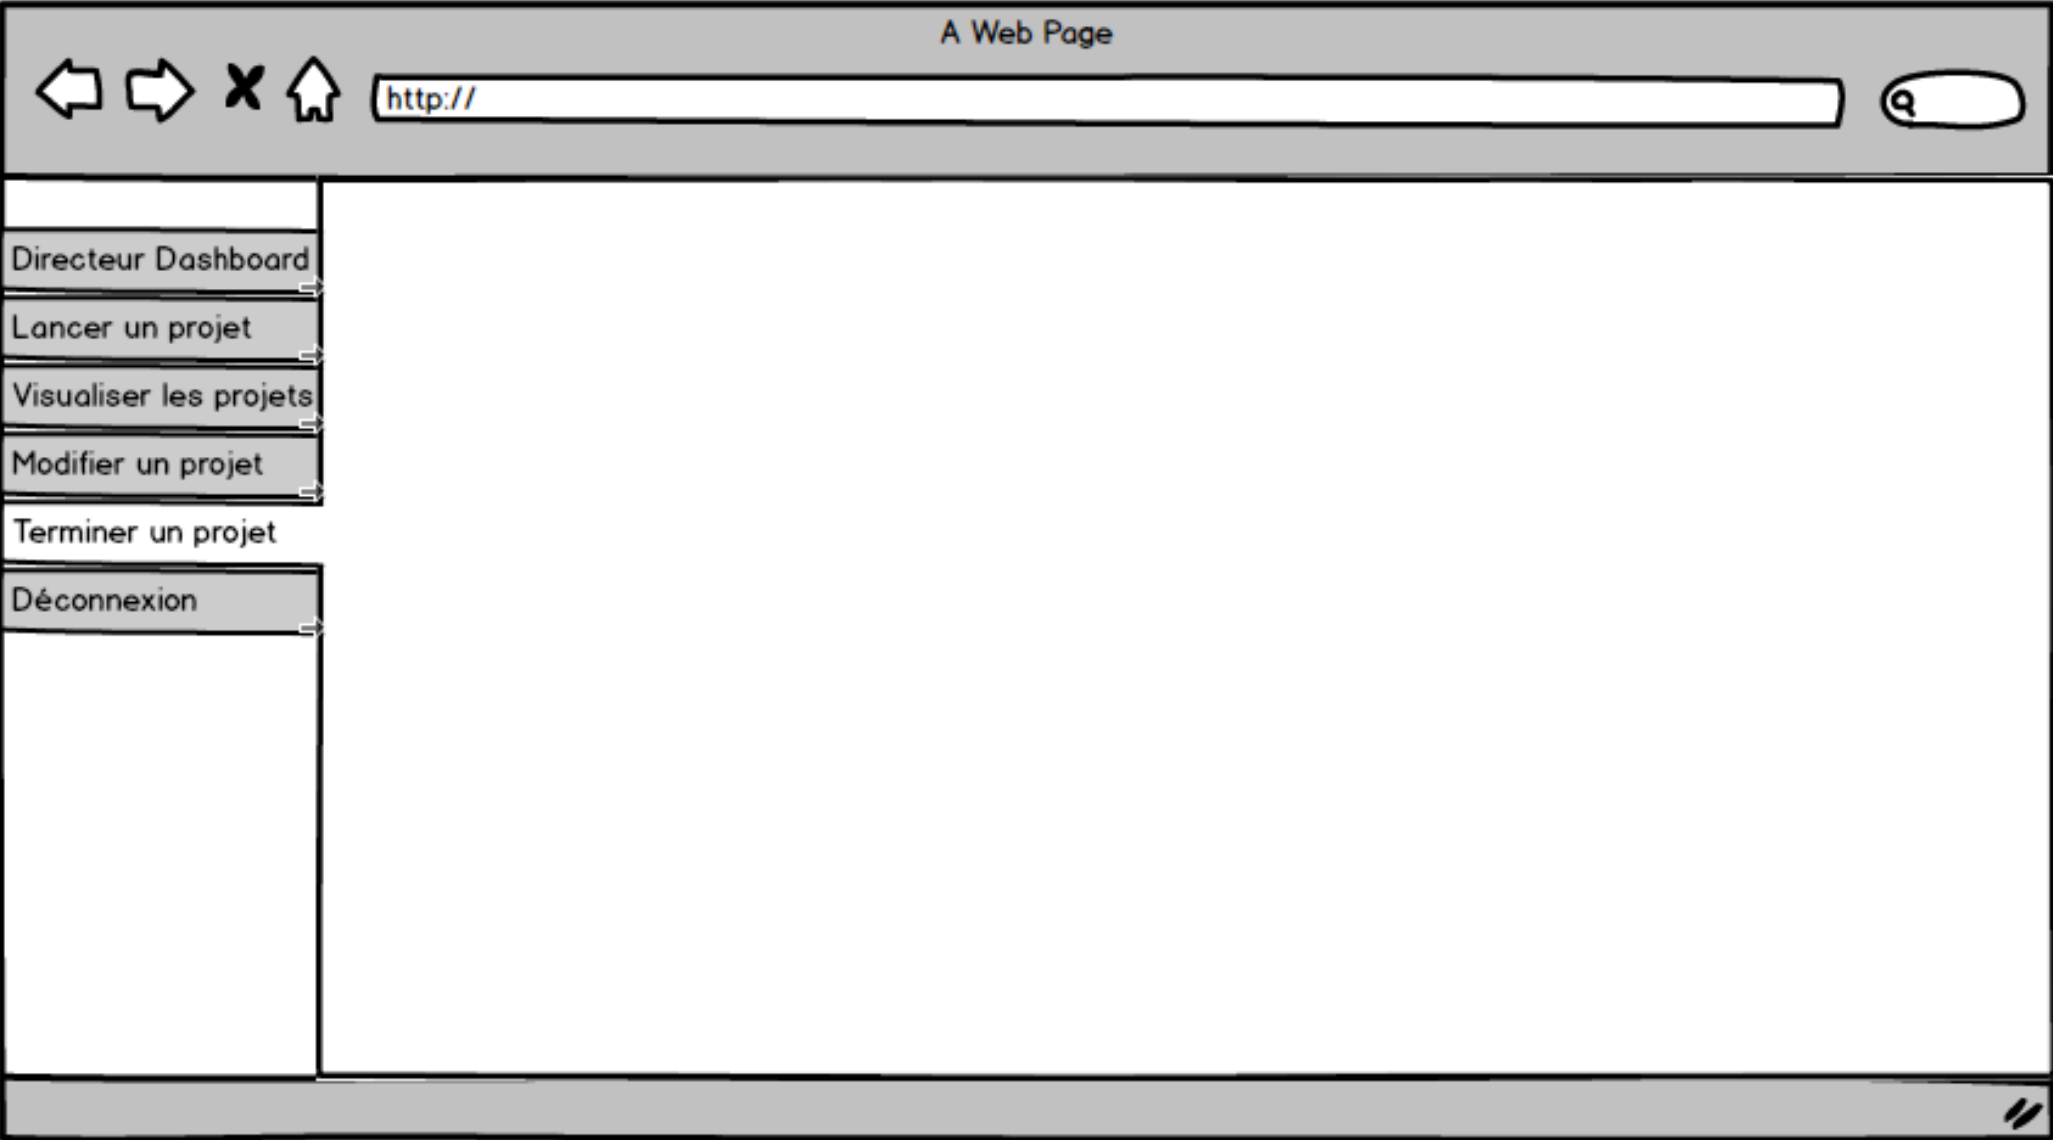 A Web Page
http://
Directeur Dashboard
Lancer un projet
Visualiser les projets
Modifier un projet
Terminer un projet
Déconnexion